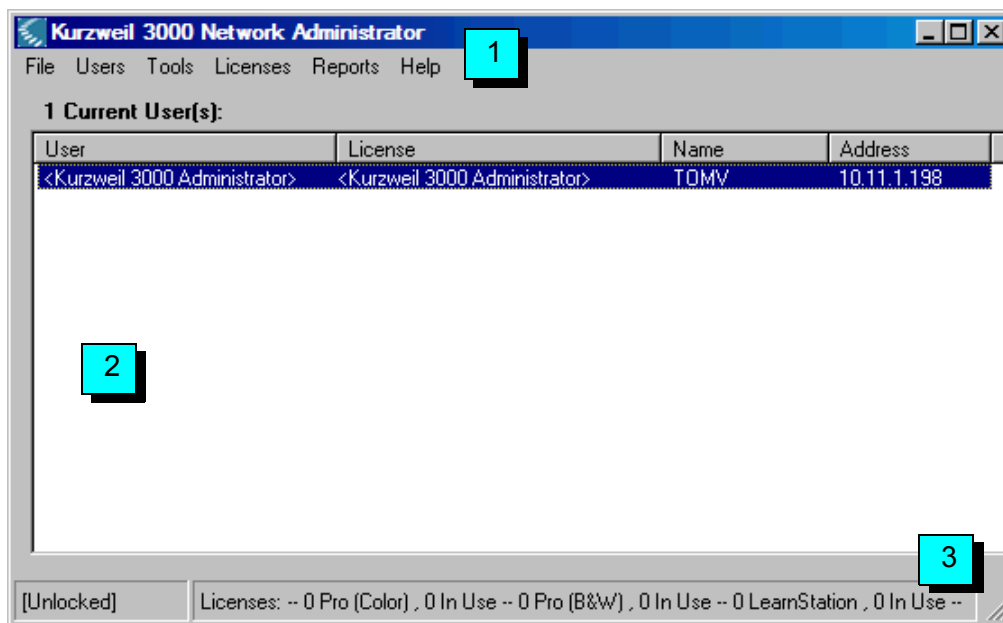 Kurzweil 3000 Network Administrator
1
File Users Tools Licenses Reports Help
1 Current User(s):
User License Name Address
<Kurzweil 3000 Administrator> <Kurzweil 3000 Administrator> TOMV 10.11.1.198
2
3
[Unlocked] Licenses: -- 0 Pro (Color) , 0 In Use -- 0 Pro (B&W) , 0 In Use -- 0 LearnStation , 0 In Use --